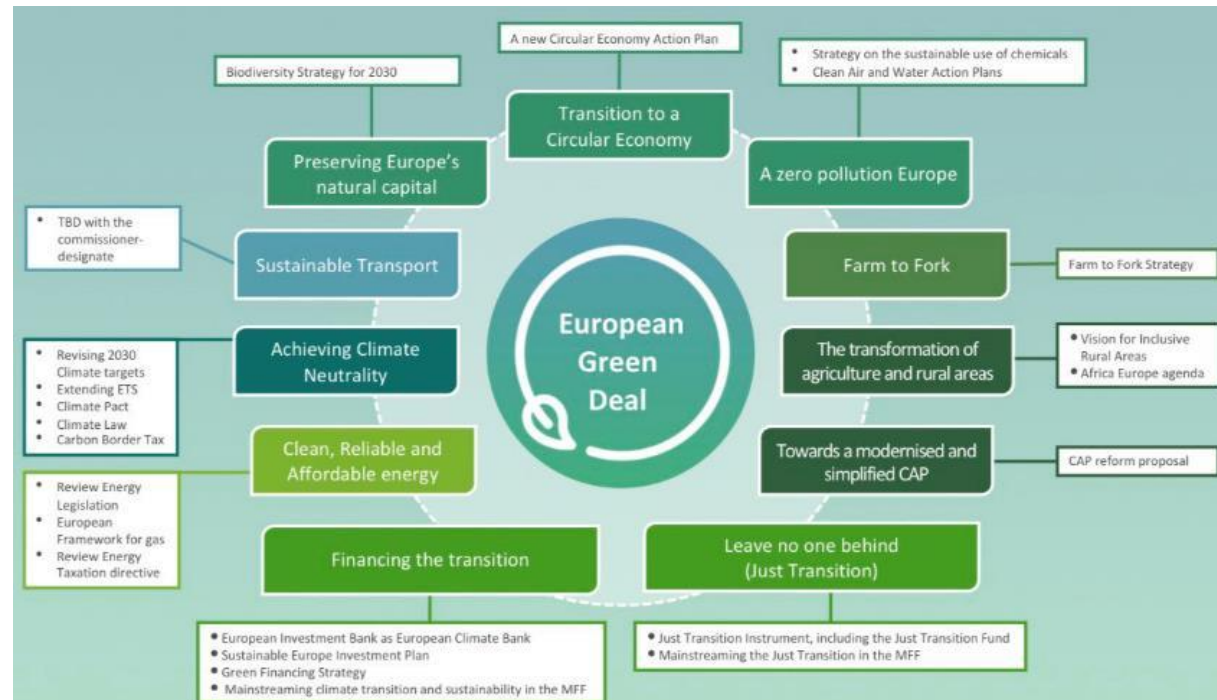 A new Circular Economy Action Plan
• Strategy on the sustainable use of chemicals
• Clean Air and Water Action Plans
Biodiversity Strategy for 2030
Transition to a
Circular Economy
Preserving Europe's
natural capital
A zero pollution Europe
• TBD with the
commissioner-
designate
Sustainable Transport
Farm to Fork
Farm to Fork Strategy
European
Green
Deal
• Revising 2030
Climate targets
• Extending ETS
• Climate Pact
• Climate Law
• Carbon Border Tax
Achieving Climate
Neutrality
The transformation of
agriculture and rural areas
• Vision for Inclusive
Rural Areas
• Africa Europe agenda
Clean, Reliable and
Affordable energy
Towards a modernised and
simplified CAP
CAP reform proposal
• Review Energy
Legislation
• European
Framework for gas
• Review Energy
Taxation directive
Financing the transition
Leave no one behind
(Just Transition)
• European Investment Bank as European Climate Bank
• Sustainable Europe Investment Plan
• Green Financing Strategy
• Mainstreaming climate transition and sustainability in the MFF
• Just Transition Instrument, including the Just Transition Fund
• Mainstreaming the Just Transition in the MFF